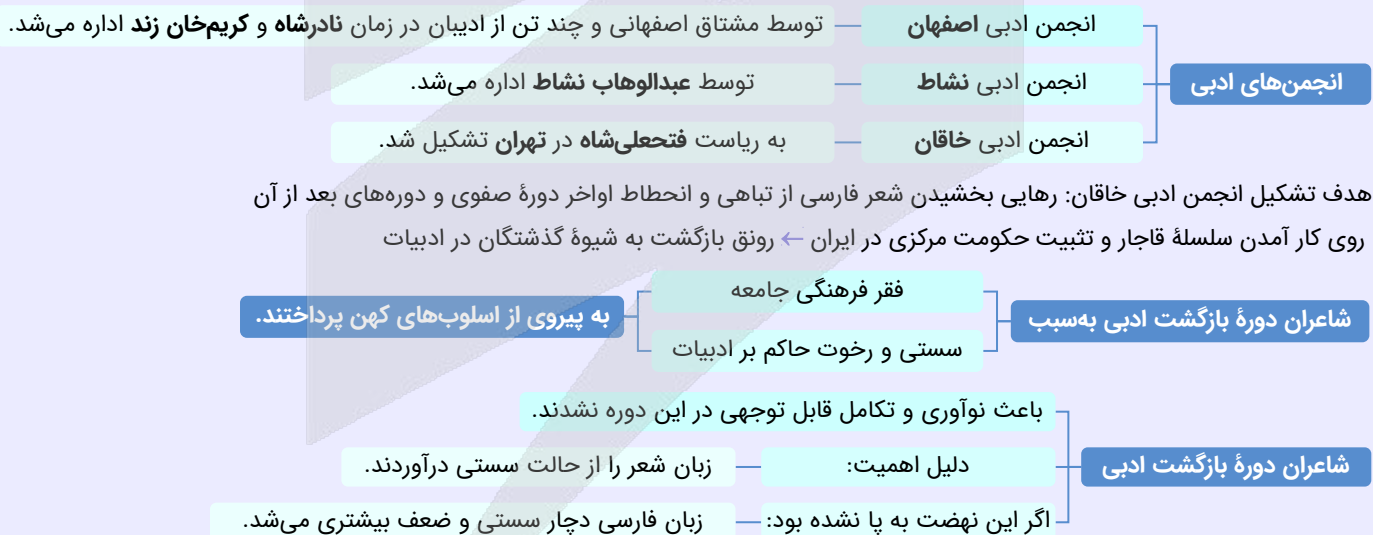 انجمن‌های ادبی
انجمن ادبی اصفهان توسط مشتاق اصفهانی و چند تن از ادیبان در زمان نادرشاه و کریم‌خان زند اداره می‌شد.
انجمن ادبی نشاط توسط عبدالوهاب نشاط اداره می‌شد.
انجمن ادبی خاقان به ریاست فتحعلی‌شاه در تهران تشکیل شد.
هدف تشکیل انجمن ادبی خاقان: رهایی بخشیدن شعر فارسی از تباهی و انحطاط اواخر دورهٔ صفوی و دوره‌های بعد از آن
روی کار آمدن سلسلهٔ قاجار و تثبیت حکومت مرکزی در ایران ← رونق بازگشت به شیوهٔ گذشتگان در ادبیات
شاعران دورهٔ بازگشت ادبی به‌سبب
فقر فرهنگی جامعه
سستی و رخوت حاکم بر ادبیات
به پیروی از اسلوب‌های کهن پرداختند.
شاعران دورهٔ بازگشت ادبی
باعث نوآوری و تکامل قابل توجهی در این دوره نشدند.
دلیل اهمیت: زبان شعر را از حالت سستی درآوردند.
اگر این نهضت به پا نشده بود: زبان فارسی دچار سستی و ضعف بیشتری می‌شد.